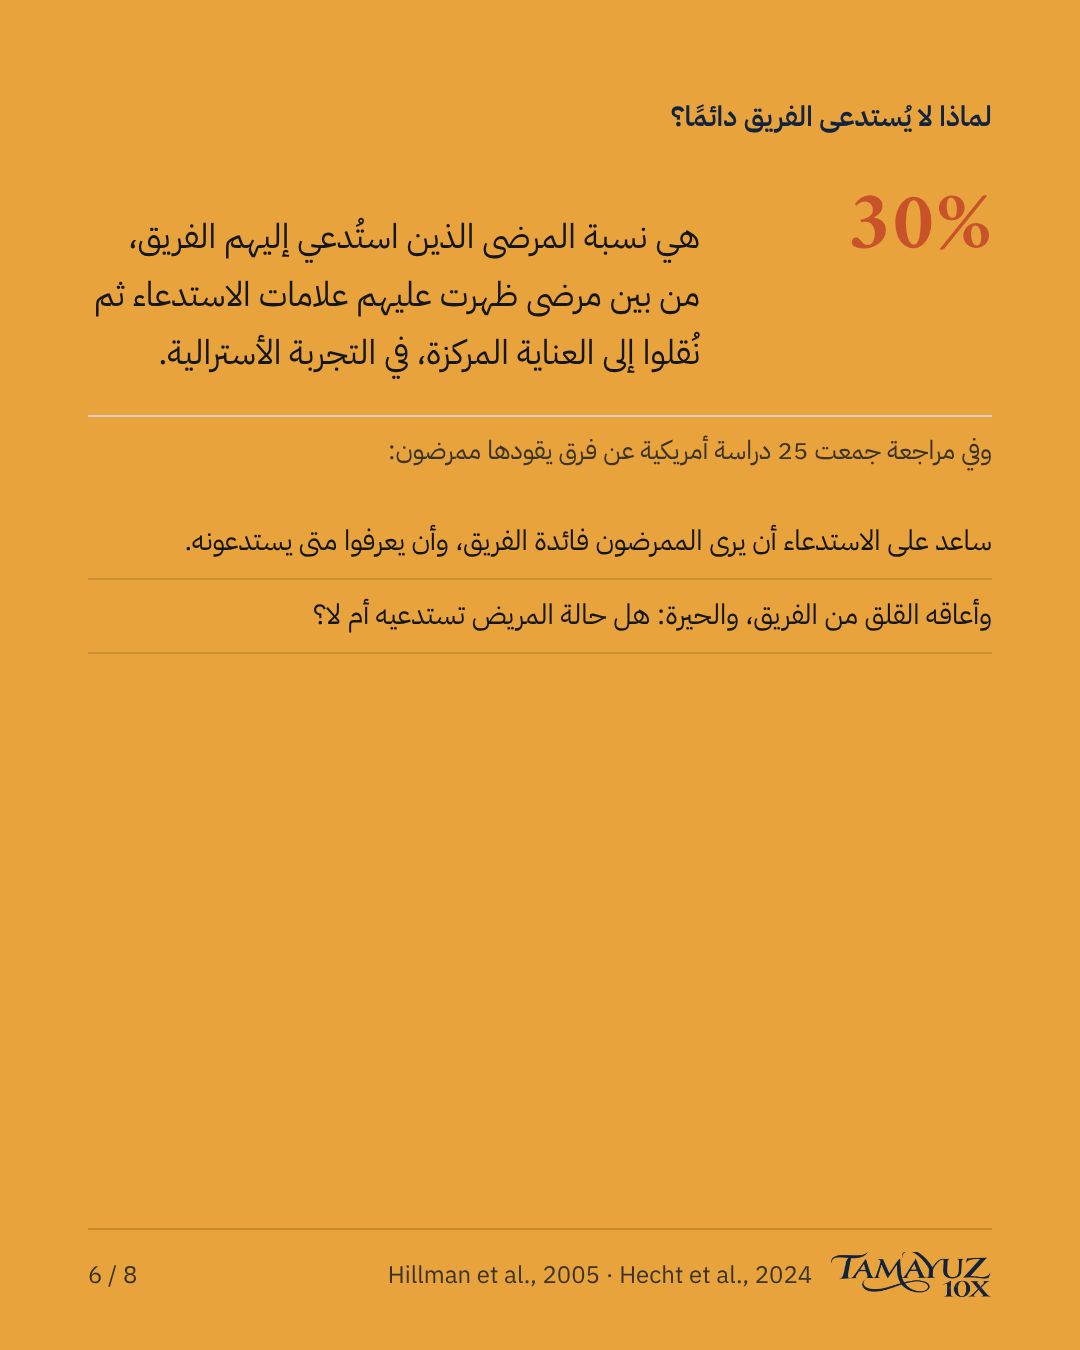 لماذا لا يُستدعى الفريق دائمًا؟
30%
هي نسبة المرضى الذين استُدعي إليهم الفريق،
من بين مرضى ظهرت عليهم علامات الاستدعاء ثم
نُقلوا إلى العناية المركزة، في التجربة الأسترالية.
وفي مراجعة جمعت 25 دراسة أمريكية عن فرق يقودها ممرضون:
ساعد على الاستدعاء أن يرى الممرضون فائدة الفريق، وأن يعرفوا متى يستدعونه.
وأعاقه القلق من الفريق، والحيرة: هل حالة المريض تستدعيه أم لا؟
TAMAYUZ
10X
Hillman et al., 2005 · Hecht et al., 2024
6 / 8